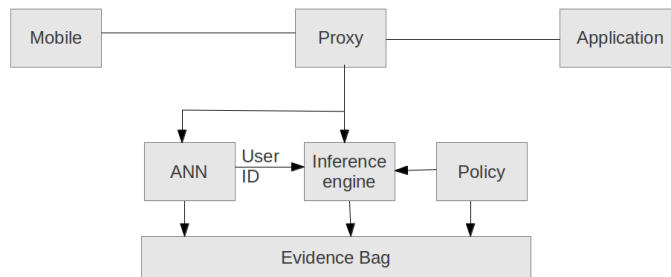 Mobile
Proxy
Application
ANN
User
ID
Inference
engine
Policy
Evidence Bag